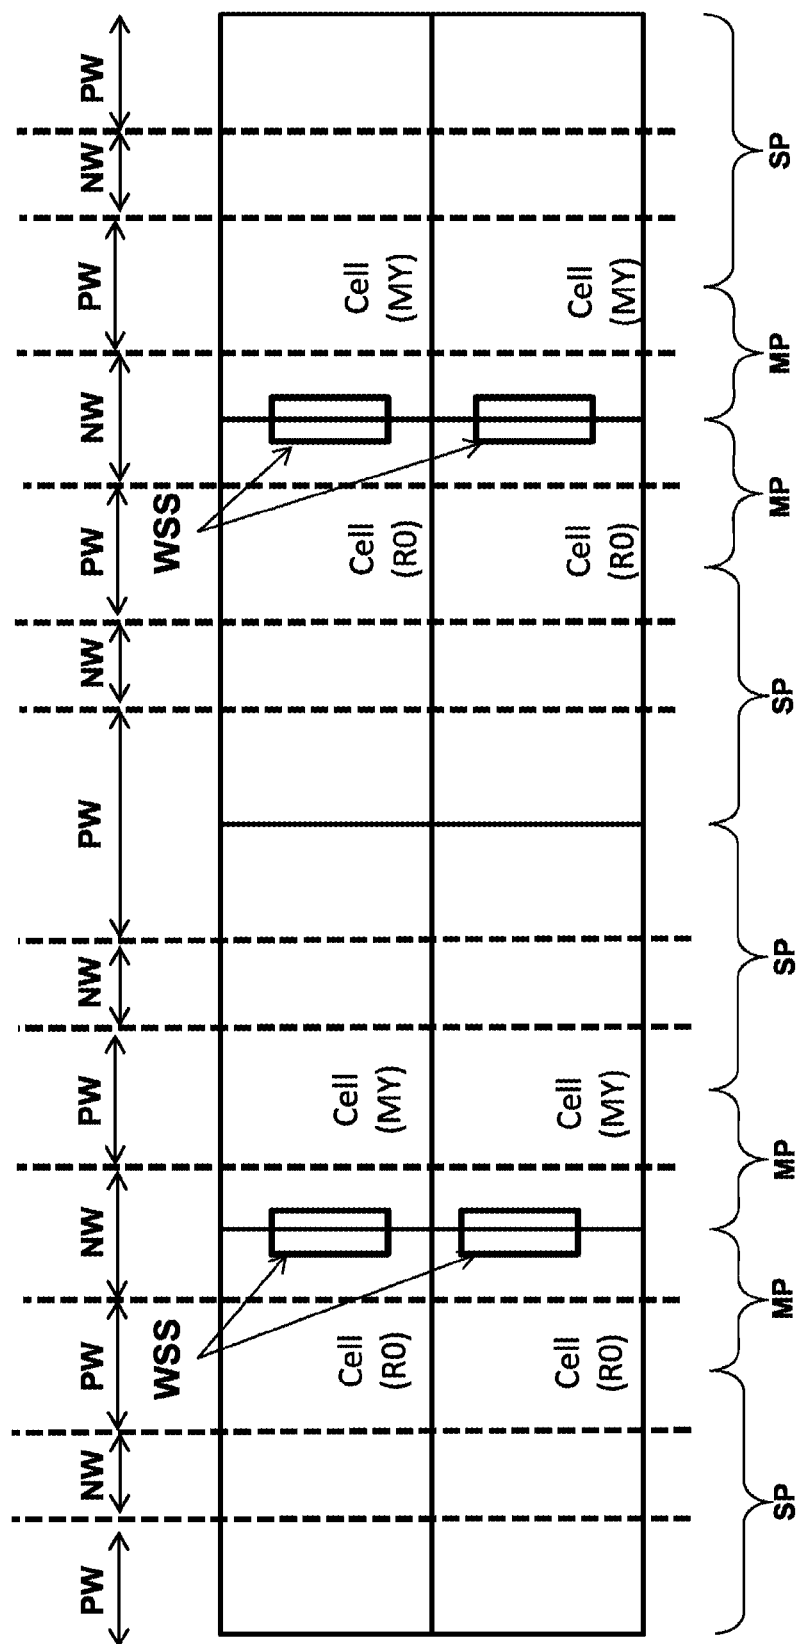 PW NW PW NW PW NW PW NW PW NW PW NW PW
WSS WSS
Cell Cell Cell Cell
(R0) (MY) (R0) (MY)
Cell Cell Cell Cell
(R0) (MY) (R0) (MY)
SP MP MP SP SP MP MP SP